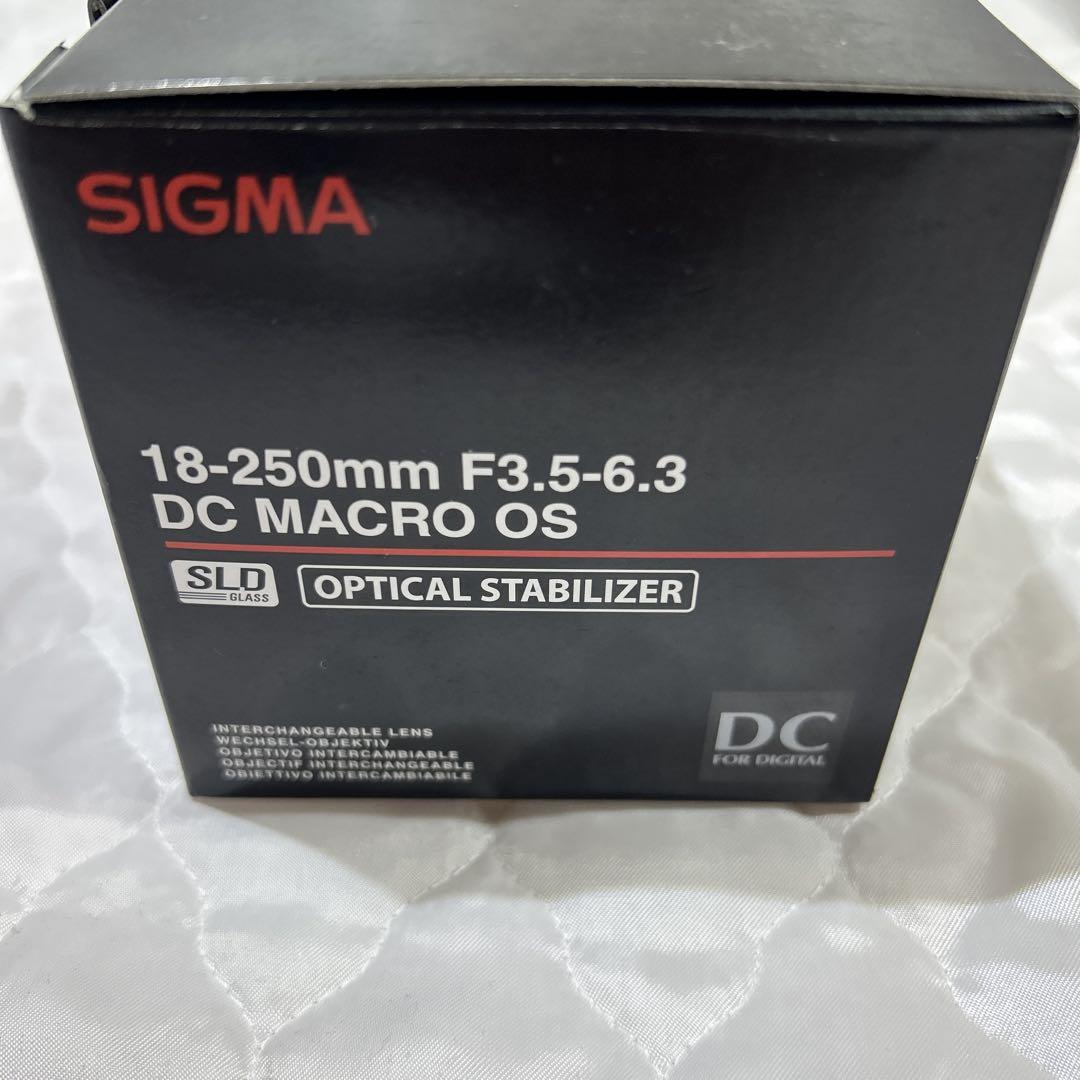 SIGMA
18-250mm F3.5-6.3
DC MACRO OS
SLD
GLASS
OPTICAL STABILIZER
INTERCHANGEABLE LENS
WECHSEL-OBJEKTIV
OBJETIVO INTERCAMBIABLE
OBJECTIF INTERCHANGEABLE
OBIETTIVO INTERCAMBIABILE
DC
FOR DIGITAL